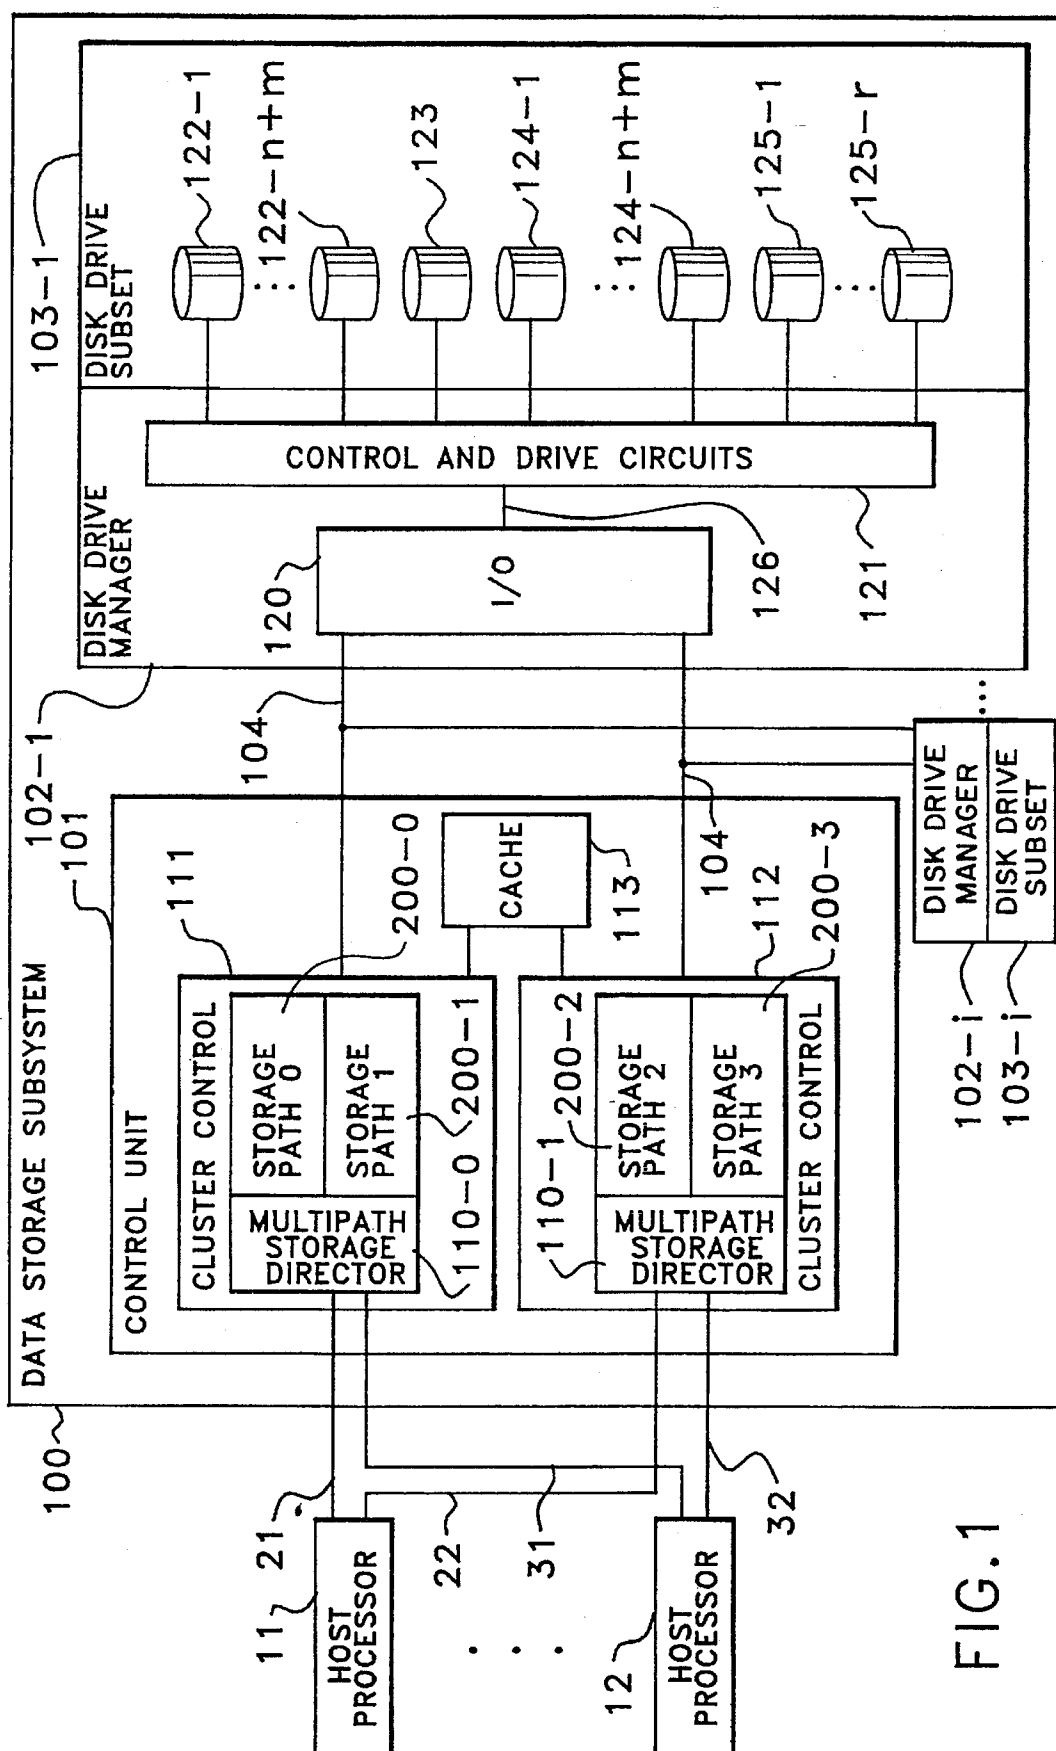 100
DATA STORAGE SUBSYSTEM
101
102-1
103-1
CONTROL UNIT
111
CLUSTER CONTROL
MULTIPATH
STORAGE
DIRECTOR
STORAGE
PATH 0
STORAGE
PATH 1
110-0
200-1
200-0
CACHE
113
110-1
200-2
MULTIPATH
STORAGE
DIRECTOR
STORAGE
PATH 2
STORAGE
PATH 3
CLUSTER CONTROL
112
200-3
104
104
DISK DRIVE
MANAGER
120
I/O
126
CONTROL AND DRIVE CIRCUITS
121
DISK DRIVE
SUBSET
122-1
122-n+m
123
124-1
124-n+m
125-1
125-r
DISK DRIVE
MANAGER
DISK DRIVE
SUBSET
102-i
103-i
11
HOST
PROCESSOR
21
22
31
32
12
HOST
PROCESSOR
FIG.1